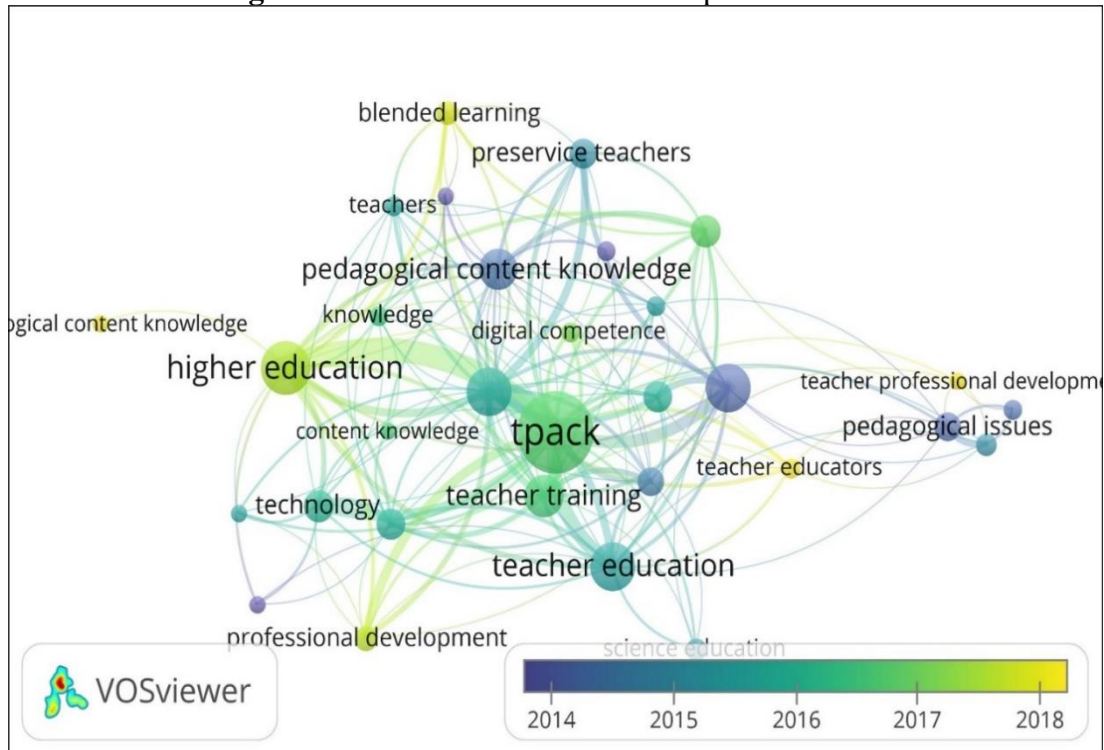 blended learning
preservice teachers
teachers
pedagogical content knowledge
knowledge
ogical content knowledge
digital competence
higher education
teacher professional developme
content knowledge
tpack
pedagogical issues
teacher educators
technology
teacher training
teacher education
professional development
science education
VOSviewer
2014 2015 2016 2017 2018